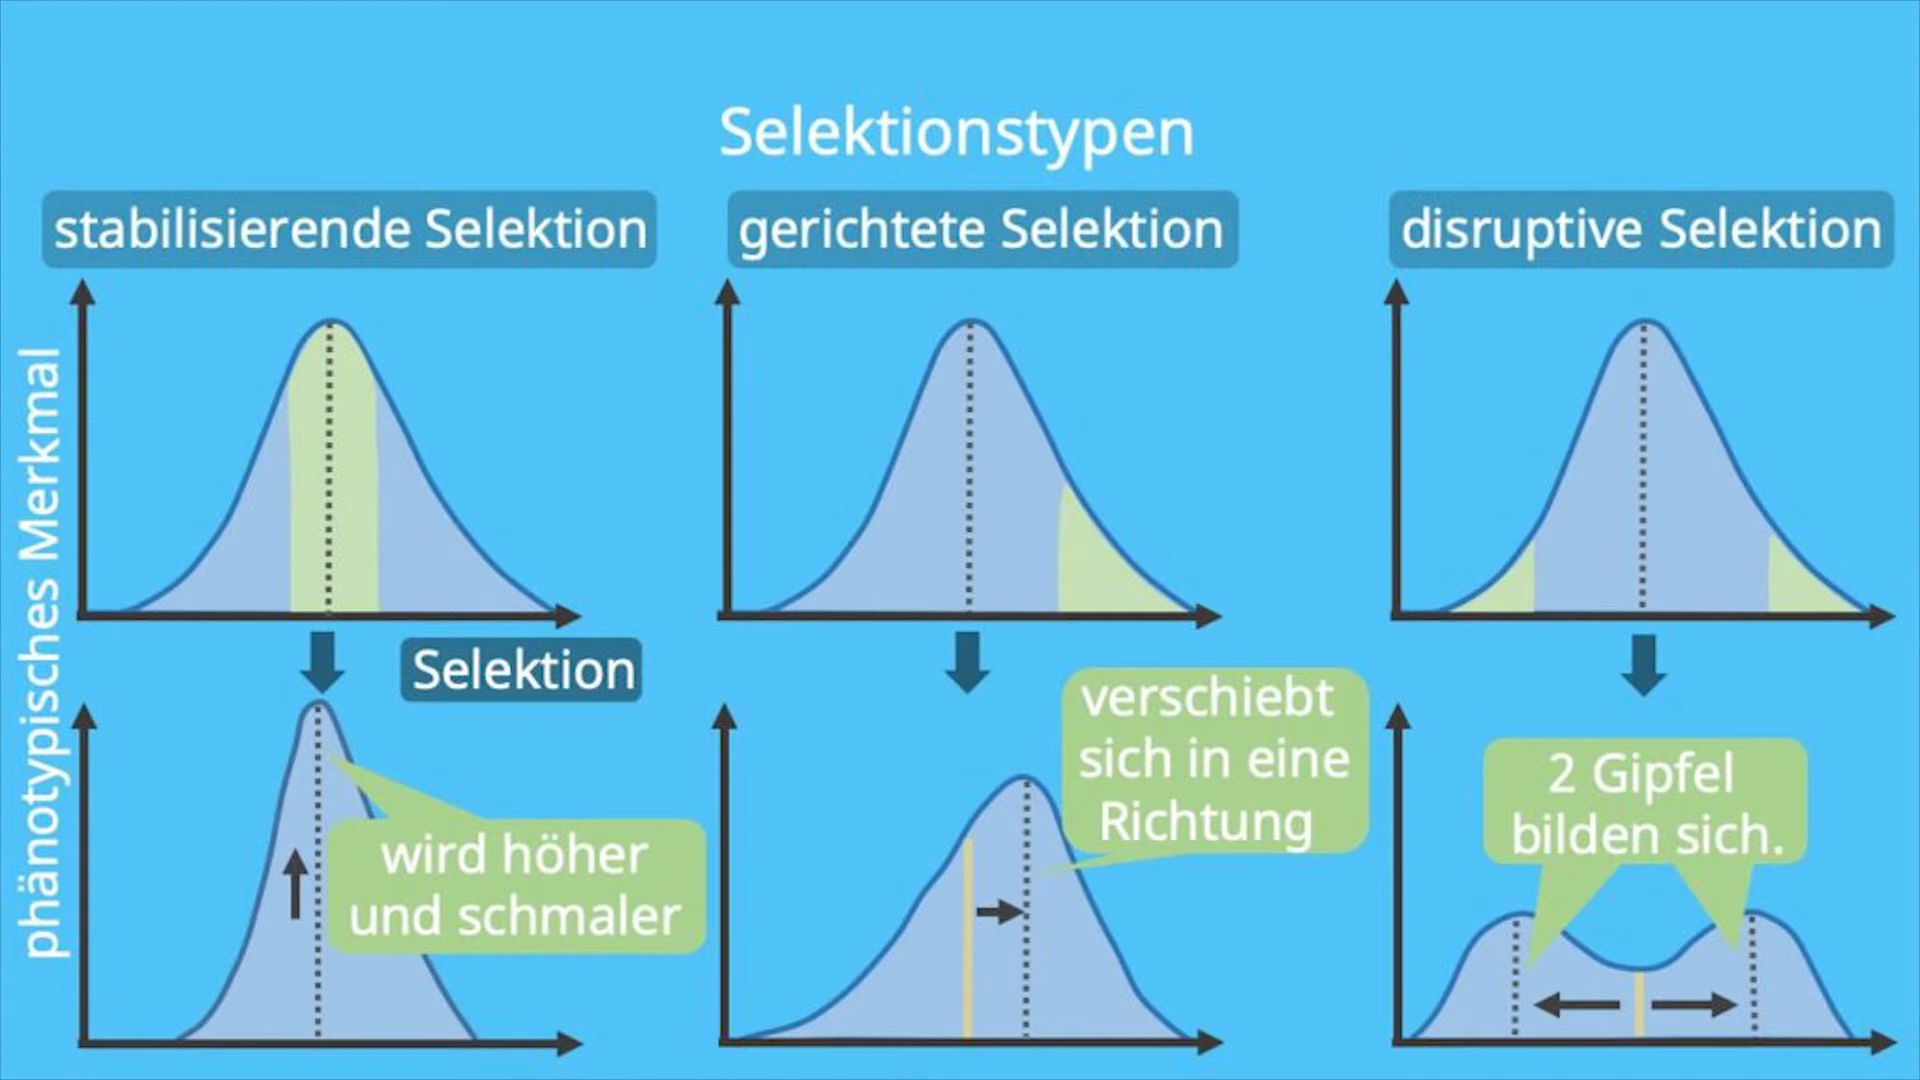 Selektionstypen
stabilisierende Selektion
gerichtete Selektion
disruptive Selektion
phänotypisches Merkmal
Selektion
wird höher
und schmaler
verschiebt
sich in eine
Richtung
2 Gipfel
bilden sich.